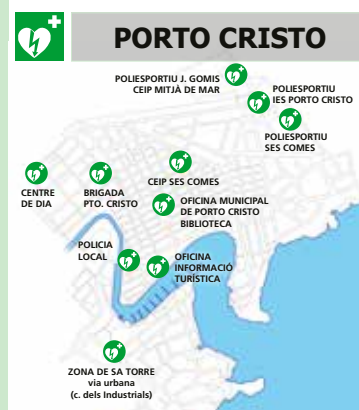 PORTO CRISTO
POLIESPORTIU J. GOMIS
CEIP MITJÀ DE MAR
POLIESPORTIU
IES PORTO CRISTO
POLIESPORTIU
SES COMES
CENTRE
DE DIA
BRIGADA
PTO. CRISTO
CEIP SES COMES
OFICINA MUNICIPAL
DE PORTO CRISTO
BIBLIOTECA
POLICIA
LOCAL
OFICINA
INFORMACIÓ
TURÍSTICA
ZONA DE SA TORRE
via urbana
(c. dels Industrials)